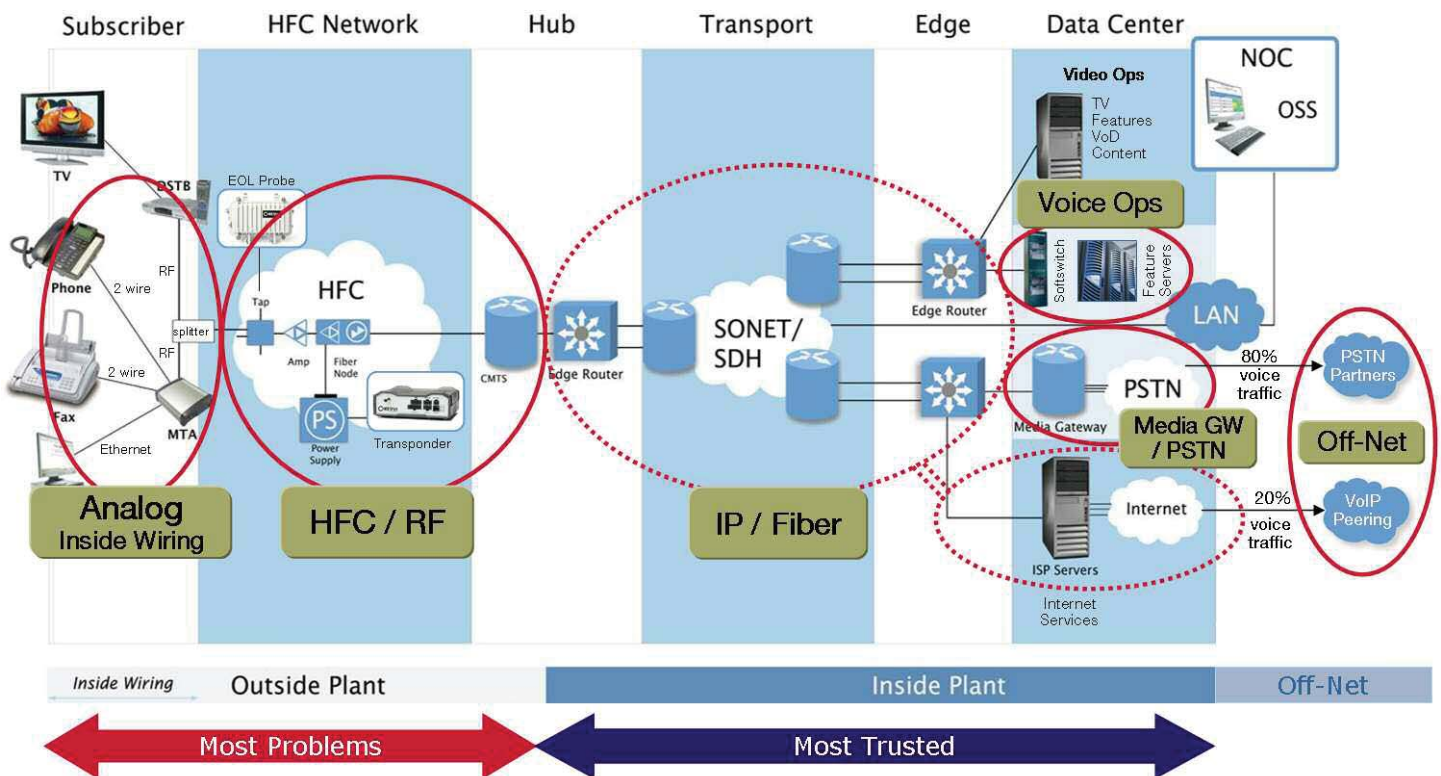 Subscriber
HFC Network
Hub
Transport
Edge
Data Center
NOC
OSS
Video Ops
TV
Features
VoD
Content
TV
DSTB
EOL Probe
Voice Ops
Phone
RF
2 wire
Tap
HFC
Softswitch
Feature
Servers
splitter
Amp
Fiber
Node
CMTS
Edge Router
SONET/
SDH
Edge Router
LAN
RF
2 wire
Fax
MTA
Ethernet
PS
Power
Supply
Transponder
Media Gateway
PSTN
80%
voice
traffic
PSTN
Partners
Media GW
/ PSTN
Off-Net
Analog
Inside Wiring
HFC / RF
IP / Fiber
Internet
20%
voice
traffic
VoIP
Peering
ISP Servers
Internet
Services
Inside Wiring
Outside Plant
Inside Plant
Off-Net
Most Problems
Most Trusted